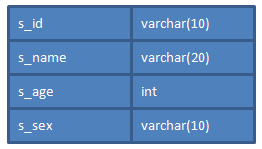 s_id varchar(10)
s_name varchar(20)
s_age int
s_sex varchar(10)